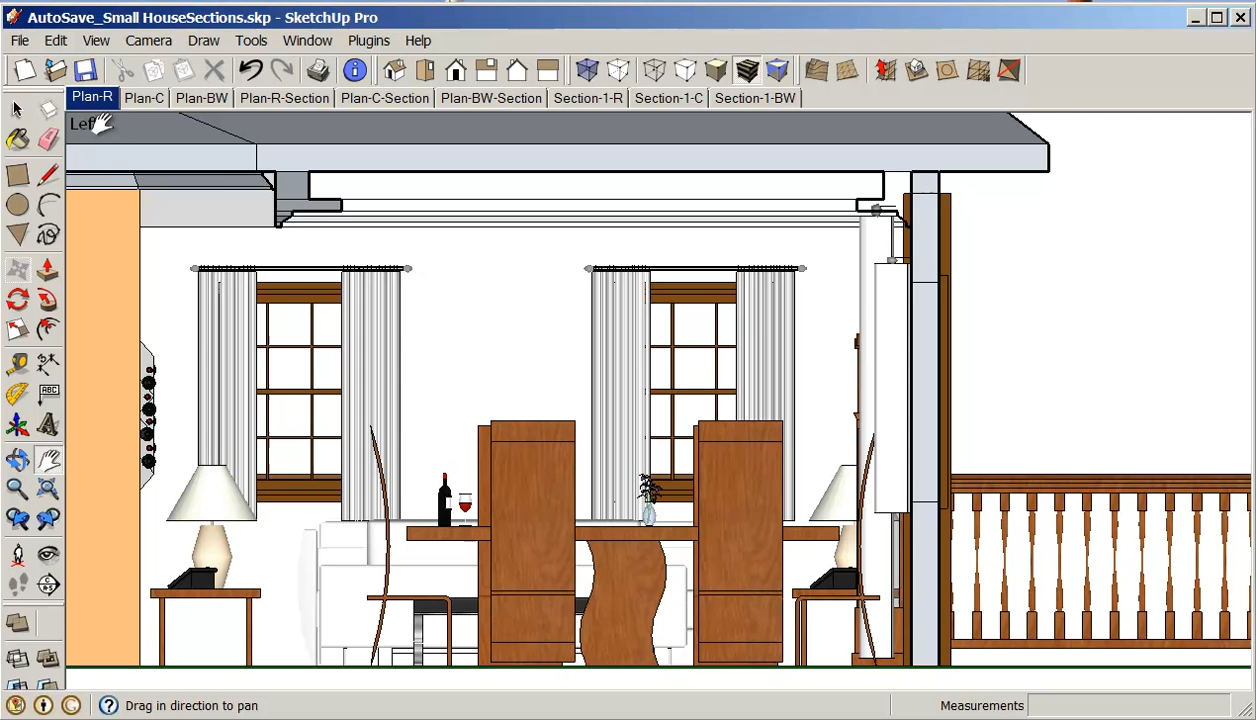 AutoSave_Small HouseSections.skp - SketchUp Pro
File Edit View Camera Draw Tools Window Plugins Help
Plan-R Plan-C Plan-BW Plan-R-Section Plan-C-Section Plan-BW-Section Section-1-R Section-1-C Section-1-BW
Left
ABC
Drag in direction to pan
Measurements